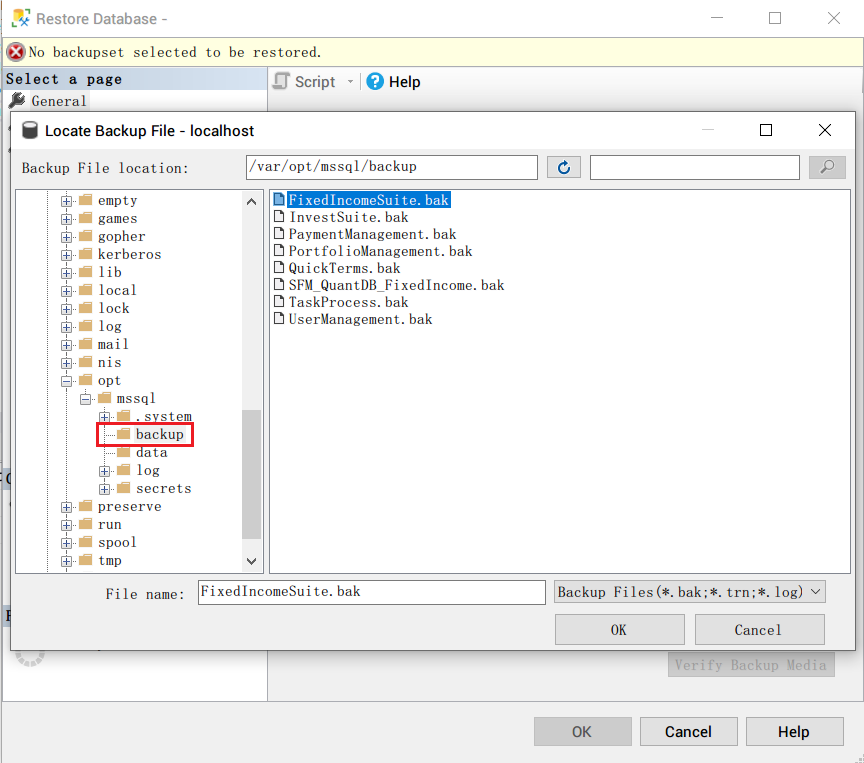 Restore Database -
No backupset selected to be restored.
Select a page
Script
Help
General
Locate Backup File - localhost
Backup File location:
/var/opt/mssql/backup
empty
games
gopher
kerberos
lib
local
lock
log
mail
nis
opt
mssql
.system
backup
data
log
secrets
preserve
run
spool
tmp
FixedIncomeSuite.bak
InvestSuite.bak
PaymentManagement.bak
PortfolioManagement.bak
QuickTerms.bak
SFM_QuantDB_FixedIncome.bak
TaskProcess.bak
UserManagement.bak
File name:
FixedIncomeSuite.bak
Backup Files(*.bak;*.trn;*.log)
OK
Cancel
Verify Backup Media
OK
Cancel
Help